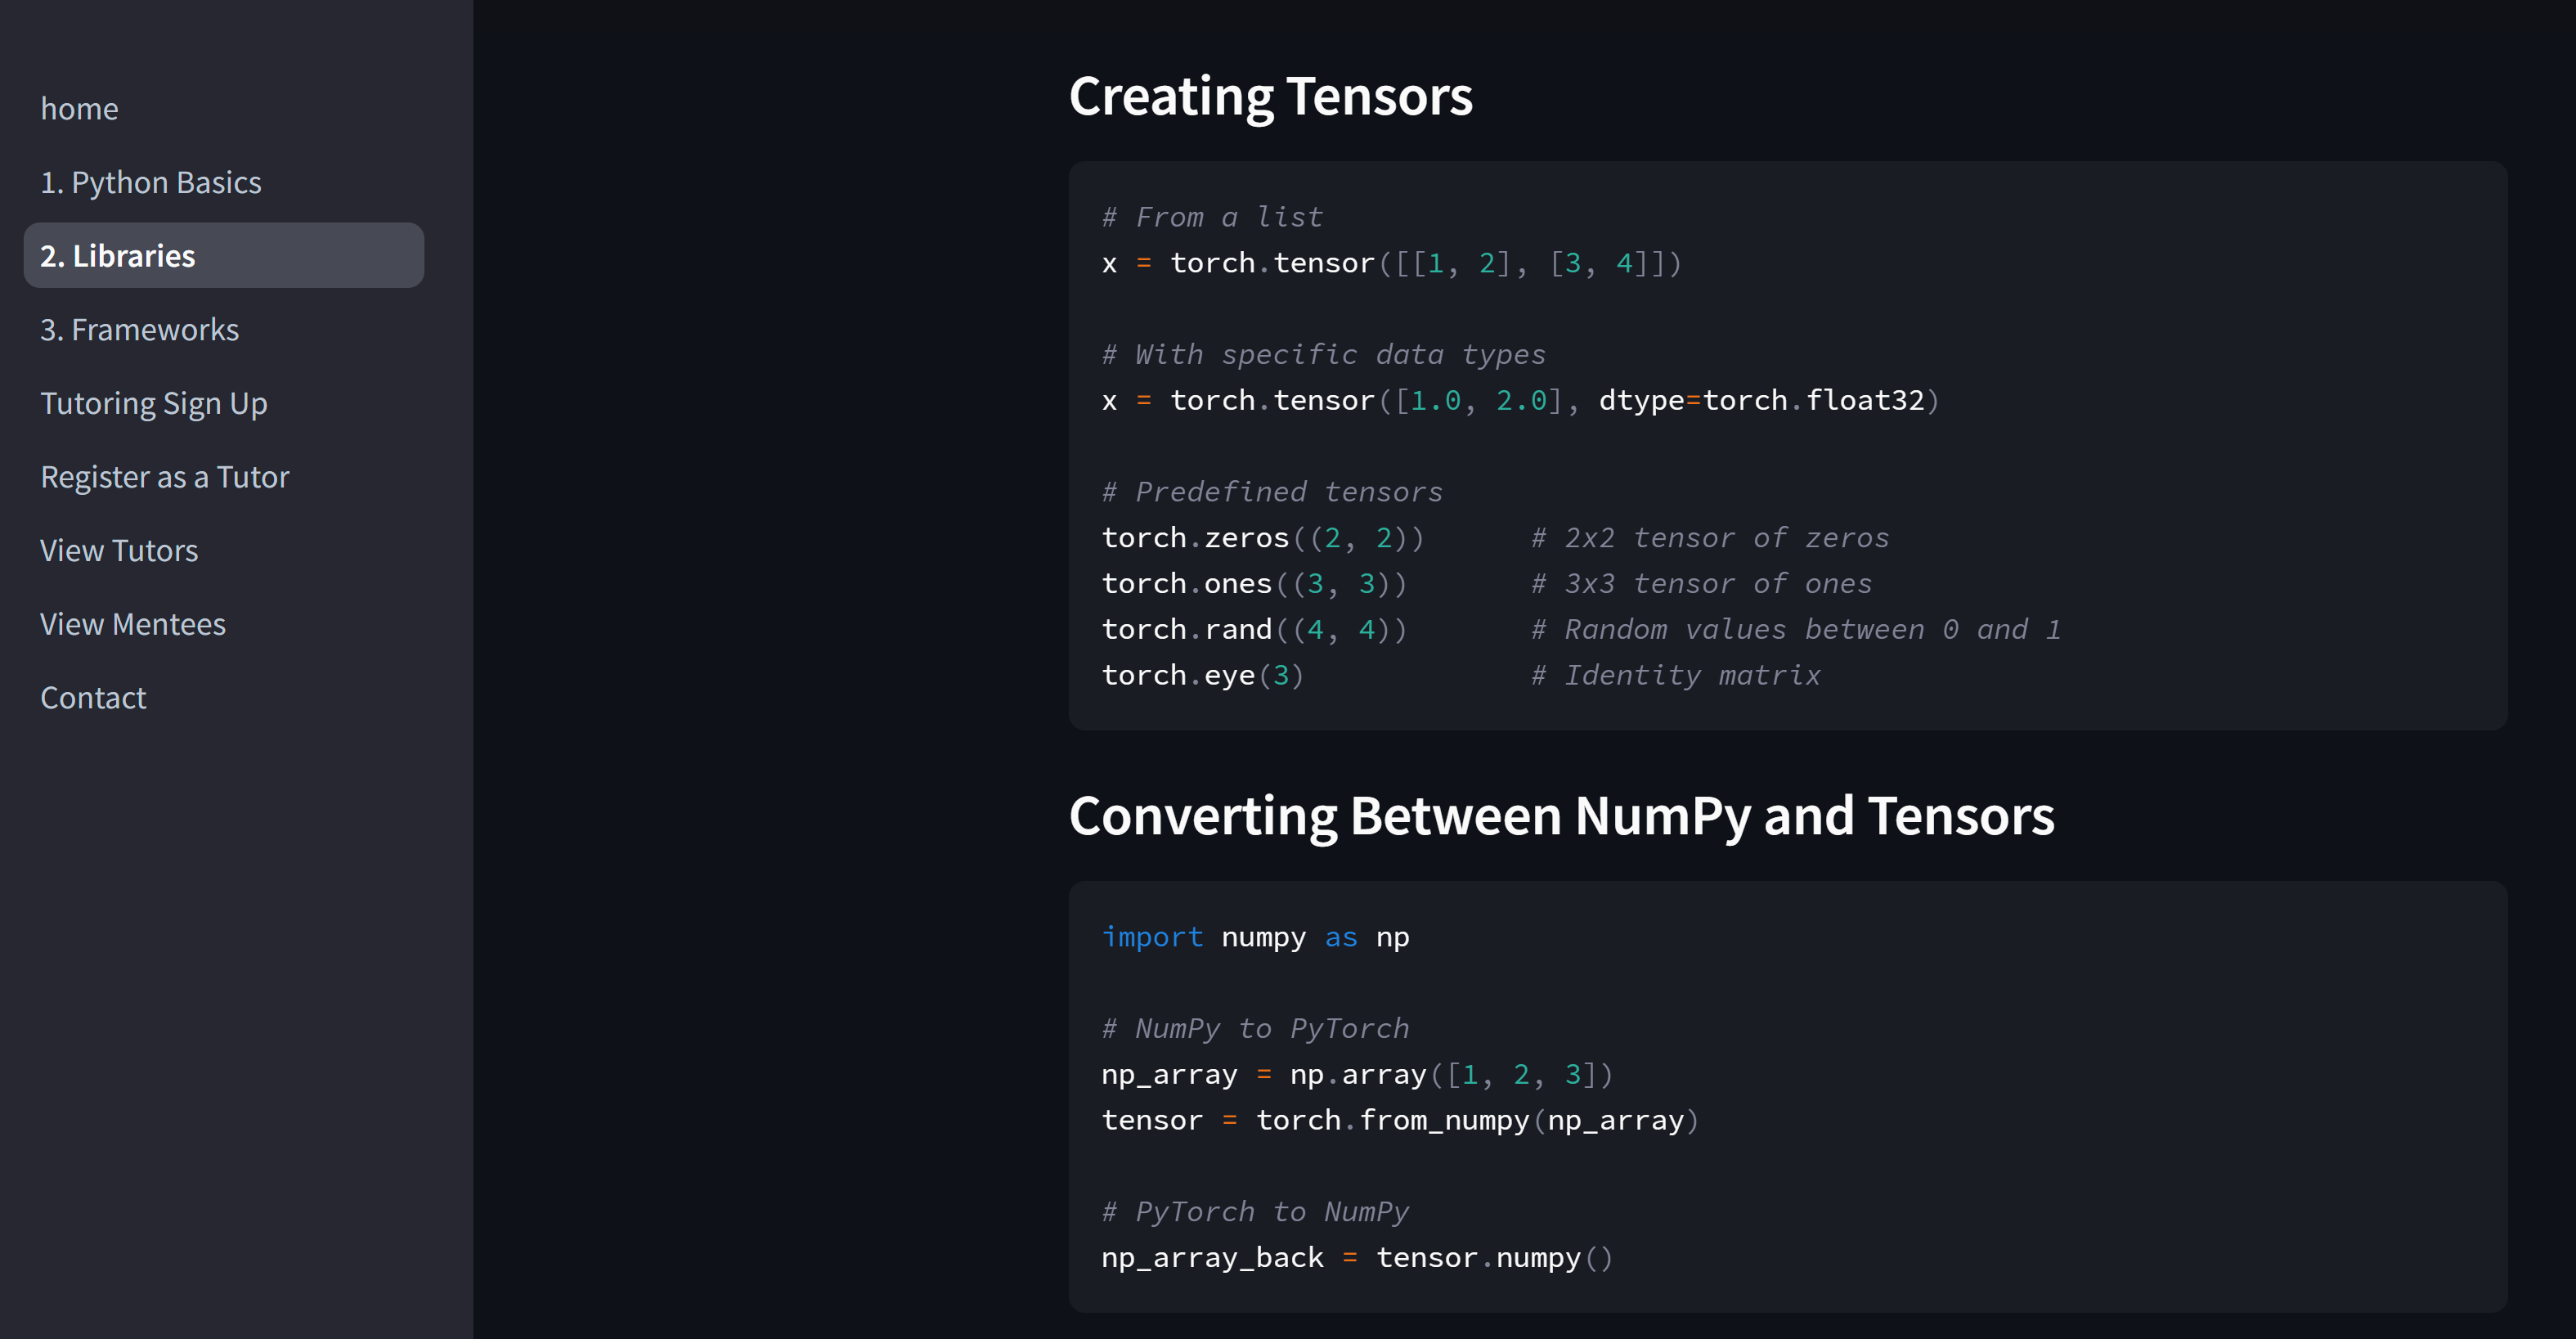 home
1. Python Basics
2. Libraries
3. Frameworks
Tutoring Sign Up
Register as a Tutor
View Tutors
View Mentees
Contact
Creating Tensors
# From a list
x = torch.tensor([[1, 2], [3, 4]])
# With specific data types
x = torch.tensor([1.0, 2.0], dtype=torch.float32)
# Predefined tensors
torch.zeros((2, 2))      # 2x2 tensor of zeros
torch.ones((3, 3))       # 3x3 tensor of ones
torch.rand((4, 4))       # Random values between 0 and 1
torch.eye(3)             # Identity matrix
Converting Between NumPy and Tensors
import numpy as np
# NumPy to PyTorch
np_array = np.array([1, 2, 3])
tensor = torch.from_numpy(np_array)
# PyTorch to NumPy
np_array_back = tensor.numpy()